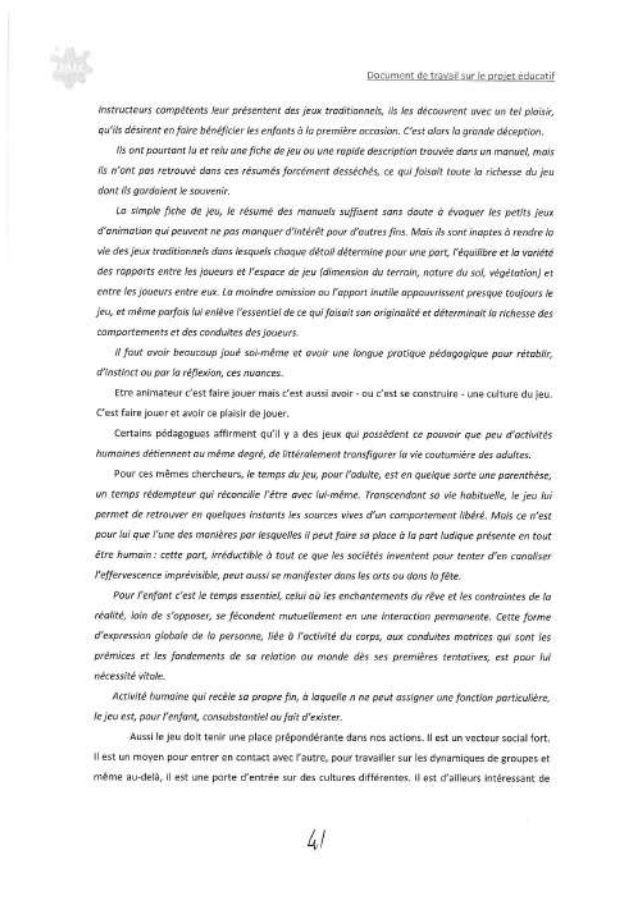 Document de travail sur le projet éducatif
instructeurs compétents leur présentent des jeux traditionnels, ils les découvrent avec un tel plaisir,
qu'ils désirent en faire bénéficier les enfants à la première occasion. C'est alors la grande déception.
Ils ont pourtant lu et relu une fiche de jeu ou une rapide description trouvée dans un manuel, mais
ils n'ont pas retrouvé dans ces résumés forcément desséchés, ce qui faisait toute la richesse du jeu
dont ils gardaient le souvenir.
La simple fiche de jeu, le résumé des manuels suffisent sans doute à évoquer les petits jeux
d'animation qui peuvent ne pas manquer d'intérêt pour d'autres fins. Mais ils sont inaptes à rendre la
vie des jeux traditionnels dans lesquels chaque détail détermine pour une part, l'équilibre et la variété
des rapports entre les joueurs et l'espace de jeu (dimension du terrain, nature du sol, végétation) et
entre les joueurs entre eux. La moindre omission ou l'apport inutile appauvrissent presque toujours le
jeu, et même parfois lui enlève l'essentiel de ce qui faisait son originalité et déterminait la richesse des
comportements et des conduites des joueurs.
Il faut avoir beaucoup joué soi-même et avoir une longue pratique pédagogique pour rétablir,
d'instinct ou par la réflexion, ces nuances.
Etre animateur c'est faire jouer mais c'est aussi avoir - ou c'est se construire - une culture du jeu.
C'est faire jouer et avoir ce plaisir de jouer.
Certains pédagogues affirment qu'il y a des jeux qui possèdent ce pouvoir que peu d'activités
humaines détiennent au même degré, de littéralement transfigurer la vie coutumière des adultes.
Pour ces mêmes chercheurs, le temps du jeu, pour l'adulte, est en quelque sorte une parenthèse,
un temps rédempteur qui réconcilie l'être avec lui-même. Transcendant sa vie habituelle, le jeu lui
permet de retrouver en quelques instants les sources vives d'un comportement libéré. Mais ce n'est
pour lui que l'une des manières par lesquelles il peut faire sa place à la part ludique présente en tout
être humain : cette part, irréductible à tout ce que les sociétés inventent pour tenter d'en canaliser
l'effervescence imprévisible, peut aussi se manifester dans les arts ou dans la fête.
Pour l'enfant c'est le temps essentiel, celui où les enchantements du rêve et les contraintes de la
réalité, loin de s'opposer, se fécondent mutuellement en une interaction permanente. Cette forme
d'expression globale de la personne, liée à l'activité du corps, aux conduites motrices qui sont les
prémices et les fondements de sa relation au monde dès ses premières tentatives, est pour lui
nécessité vitale.
Activité humaine qui recèle sa propre fin, à laquelle n ne peut assigner une fonction particulière,
le jeu est, pour l'enfant, consubstantiel au fait d'exister.
Aussi le jeu doit tenir une place prépondérante dans nos actions. Il est un vecteur social fort.
Il est un moyen pour entrer en contact avec l'autre, pour travailler sur les dynamiques de groupes et
même au-delà, il est une porte d'entrée sur des cultures différentes. Il est d'ailleurs intéressant de
41